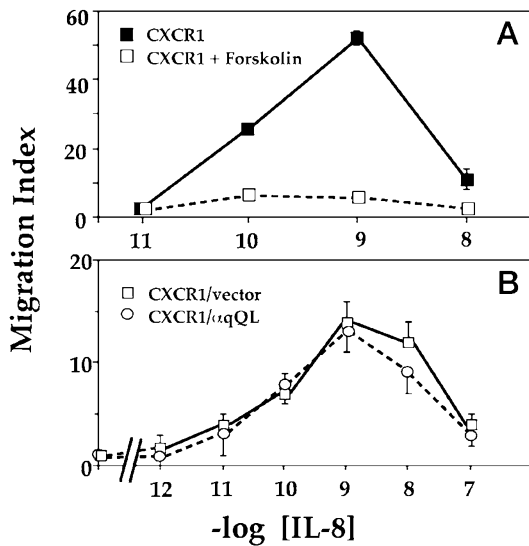 60
A
CXCR1
CXCR1 + Forskolin
40
20
0
11 10 9 8
Migration Index
20
B
CXCR1/vector
CXCR1/αqQL
10
0
12 11 10 9 8 7
-log [IL-8]